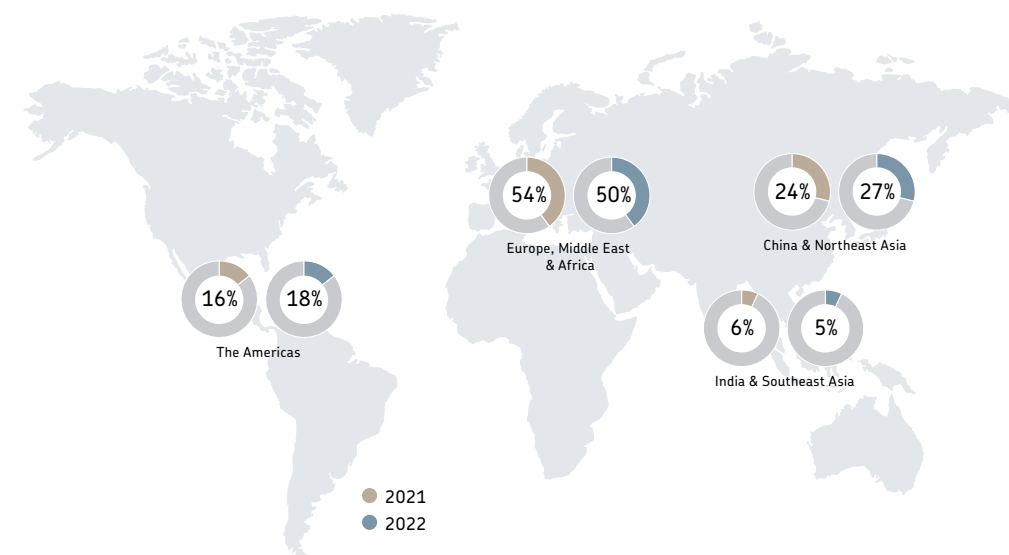 54%
50%
Europe, Middle East
& Africa
24%
27%
China & Northeast Asia
16%
18%
The Americas
6%
5%
India & Southeast Asia
2021
2022